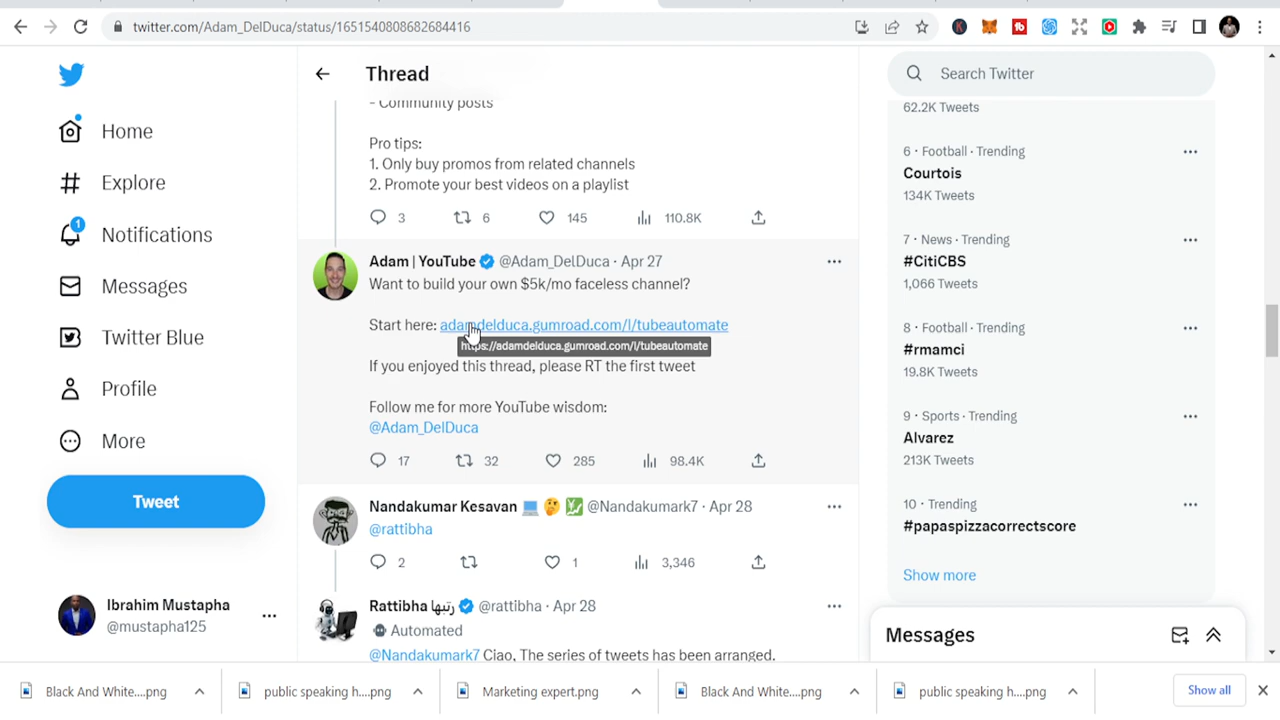 twitter.com/Adam_DelDuca/status/1651540808682684416
Home
Explore
1
Notifications
Messages
Twitter Blue
Profile
More
Tweet
Ibrahim Mustapha
@mustapha125
Thread
- Community posts
Pro tips:
1. Only buy promos from related channels
2. Promote your best videos on a playlist
3 6 145 110.8K
Adam | YouTube @Adam_DelDuca · Apr 27
Want to build your own $5k/mo faceless channel?
Start here: adamdelduca.gumroad.com/l/tubeautomate
https://adamdelduca.gumroad.com/l/tubeautomate
If you enjoyed this thread, please RT the first tweet
Follow me for more YouTube wisdom:
@Adam_DelDuca
17 32 285 98.4K
Nandakumar Kesavan @Nandakumark7 · Apr 28
@rattibha
2 1 3,346
Rattibha رتبها @rattibha · Apr 28
Automated
@Nandakumark7 Ciao, The series of tweets has been arranged.
Search Twitter
62.2K Tweets
6 · Football · Trending
Courtois
134K Tweets
7 · News · Trending
#CitiCBS
1,066 Tweets
8 · Football · Trending
#rmamci
19.8K Tweets
9 · Sports · Trending
Alvarez
213K Tweets
10 · Trending
#papaspizzacorrectscore
Show more
Messages
Black And White....png
public speaking h....png
Marketing expert.png
Black And White....png
public speaking h....png
Show all